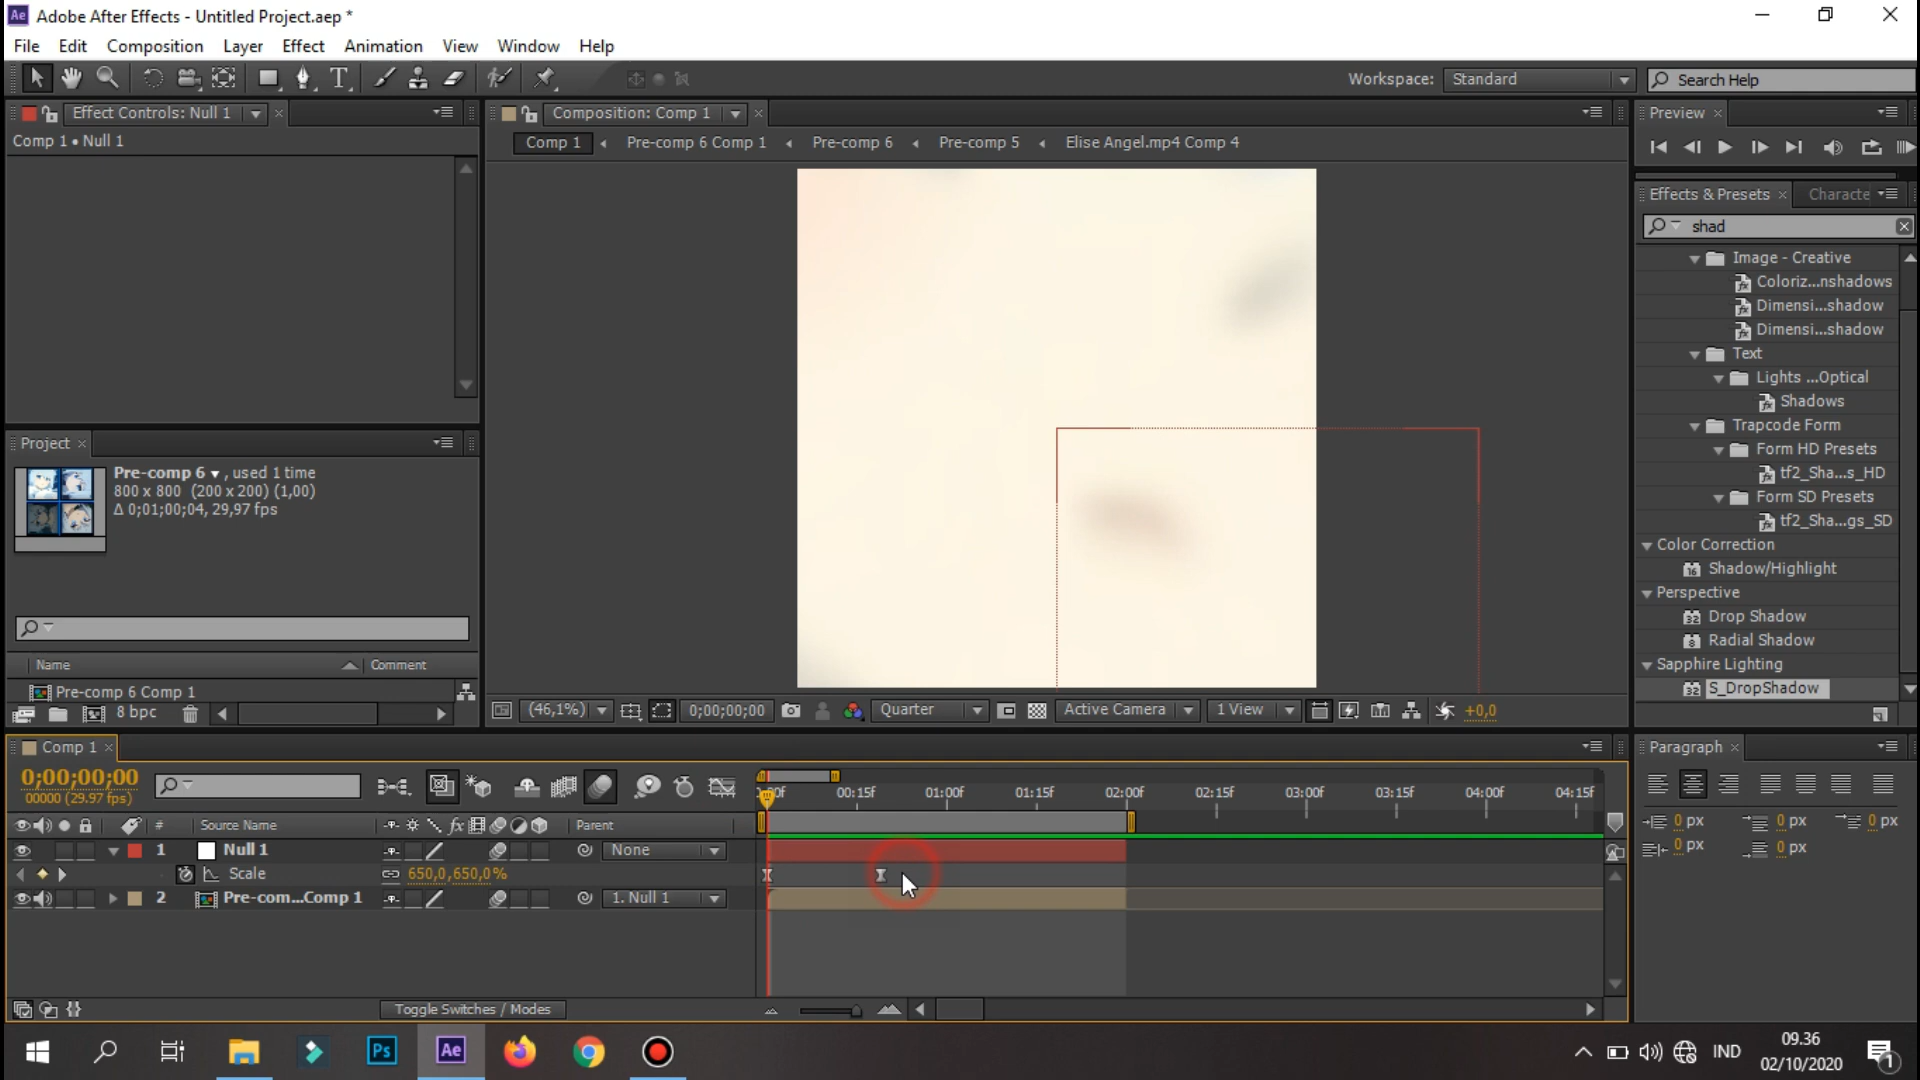 Ae Adobe After Effects - Untitled Project.aep *
File Edit Composition Layer Effect Animation View Window Help
T Workspace: Standard Search Help
Effect Controls: Null 1
Composition: Comp 1
Preview
Comp 1 • Null 1
Comp 1 Pre-comp 6 Comp 1 Pre-comp 6 Pre-comp 5 Elise Angel.mp4 Comp 4
Effects & Presets Characte
shad
Image - Creative
Coloriz...nshadows
Dimensi...shadow
Dimensi...shadow
Text
Lights ...Optical
Shadows
Trapcode Form
Form HD Presets
tf2_Sha...s_HD
Form SD Presets
tf2_Sha...gs_SD
Color Correction
Shadow/Highlight
Perspective
Drop Shadow
Radial Shadow
Sapphire Lighting
S_DropShadow
Project
Pre-comp 6 , used 1 time
800 x 800 (200 x 200) (1,00)
Δ 0;01;00;04, 29,97 fps
Name Comment
Pre-comp 6 Comp 1
8 bpc
(46,1%) 0;00;00;00 Quarter Active Camera 1 View +0,0
Comp 1
Paragraph
0;00;00;00
00000 (29.97 fps)
00:15f 01:00f 01:15f 02:00f 02:15f 03:00f 03:15f 04:00f 04:15f
0 px 0 px 0 px
0 px 0 px
# Source Name fx Parent
1 Null 1 None
Scale 650,0,650,0%
2 Pre-com...Comp 1 1. Null 1
Toggle Switches / Modes
Ps Ae IND
09.36
02/10/2020
1